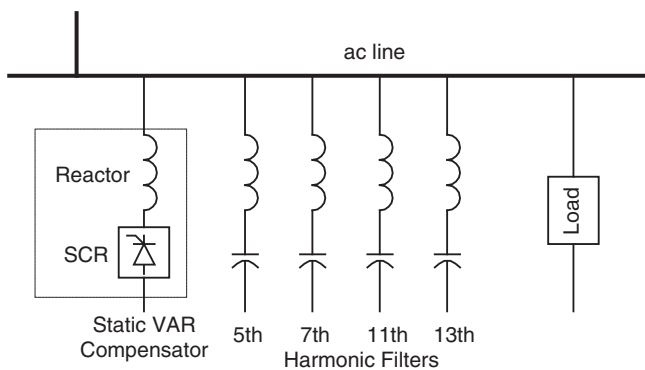 ac line
Reactor
SCR
Load
Static VAR
Compensator
5th
7th
11th
13th
Harmonic Filters